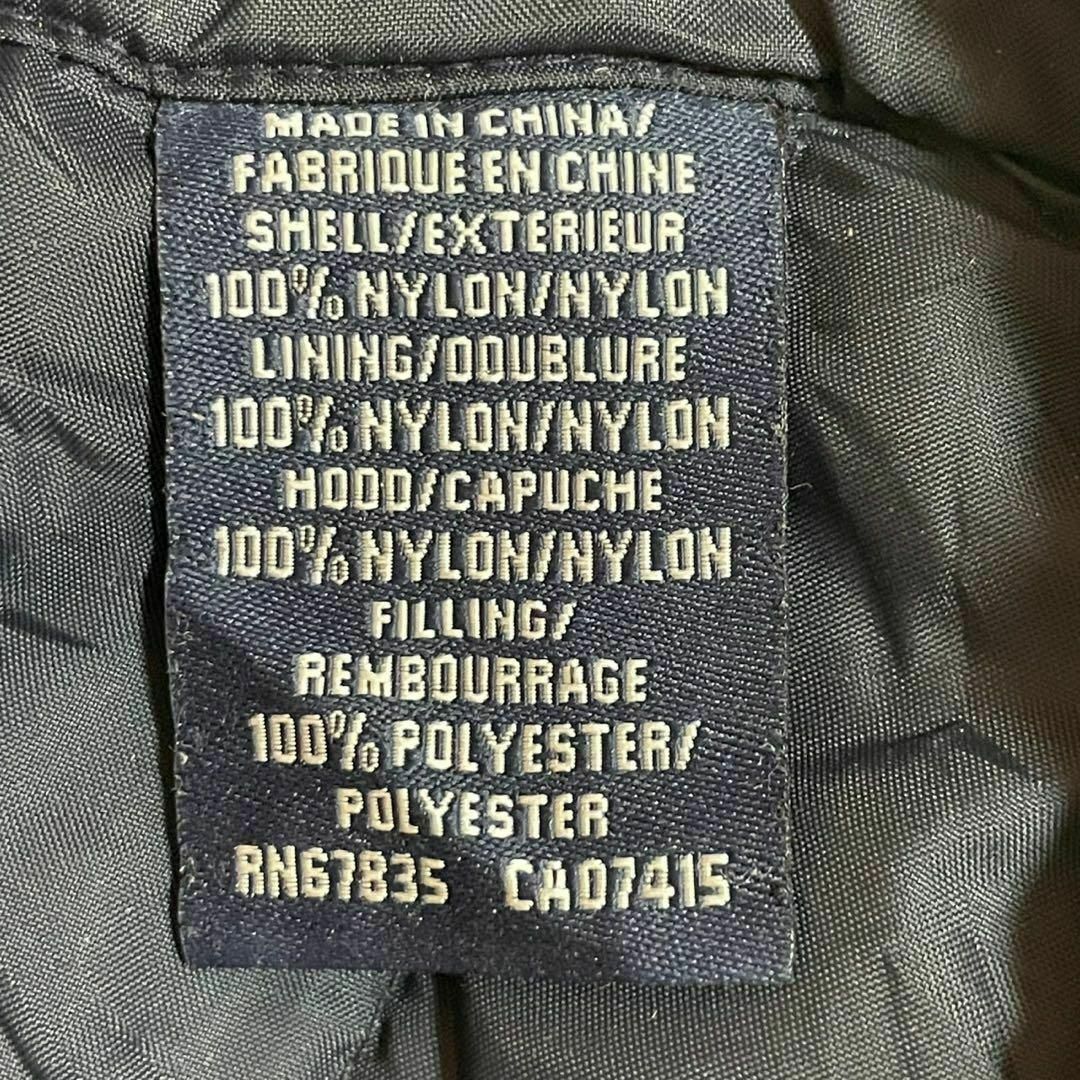 MADE IN CHINA/
FABRIQUE EN CHINE
SHELL/EXTERIEUR
100% NYLON/NYLON
LINING/DOUBLURE
100% NYLON/NYLON
HOOD/CAPUCHE
100% NYLON/NYLON
FILLING/
REMBOURRAGE
100% POLYESTER/
POLYESTER
RN67835 CA07415